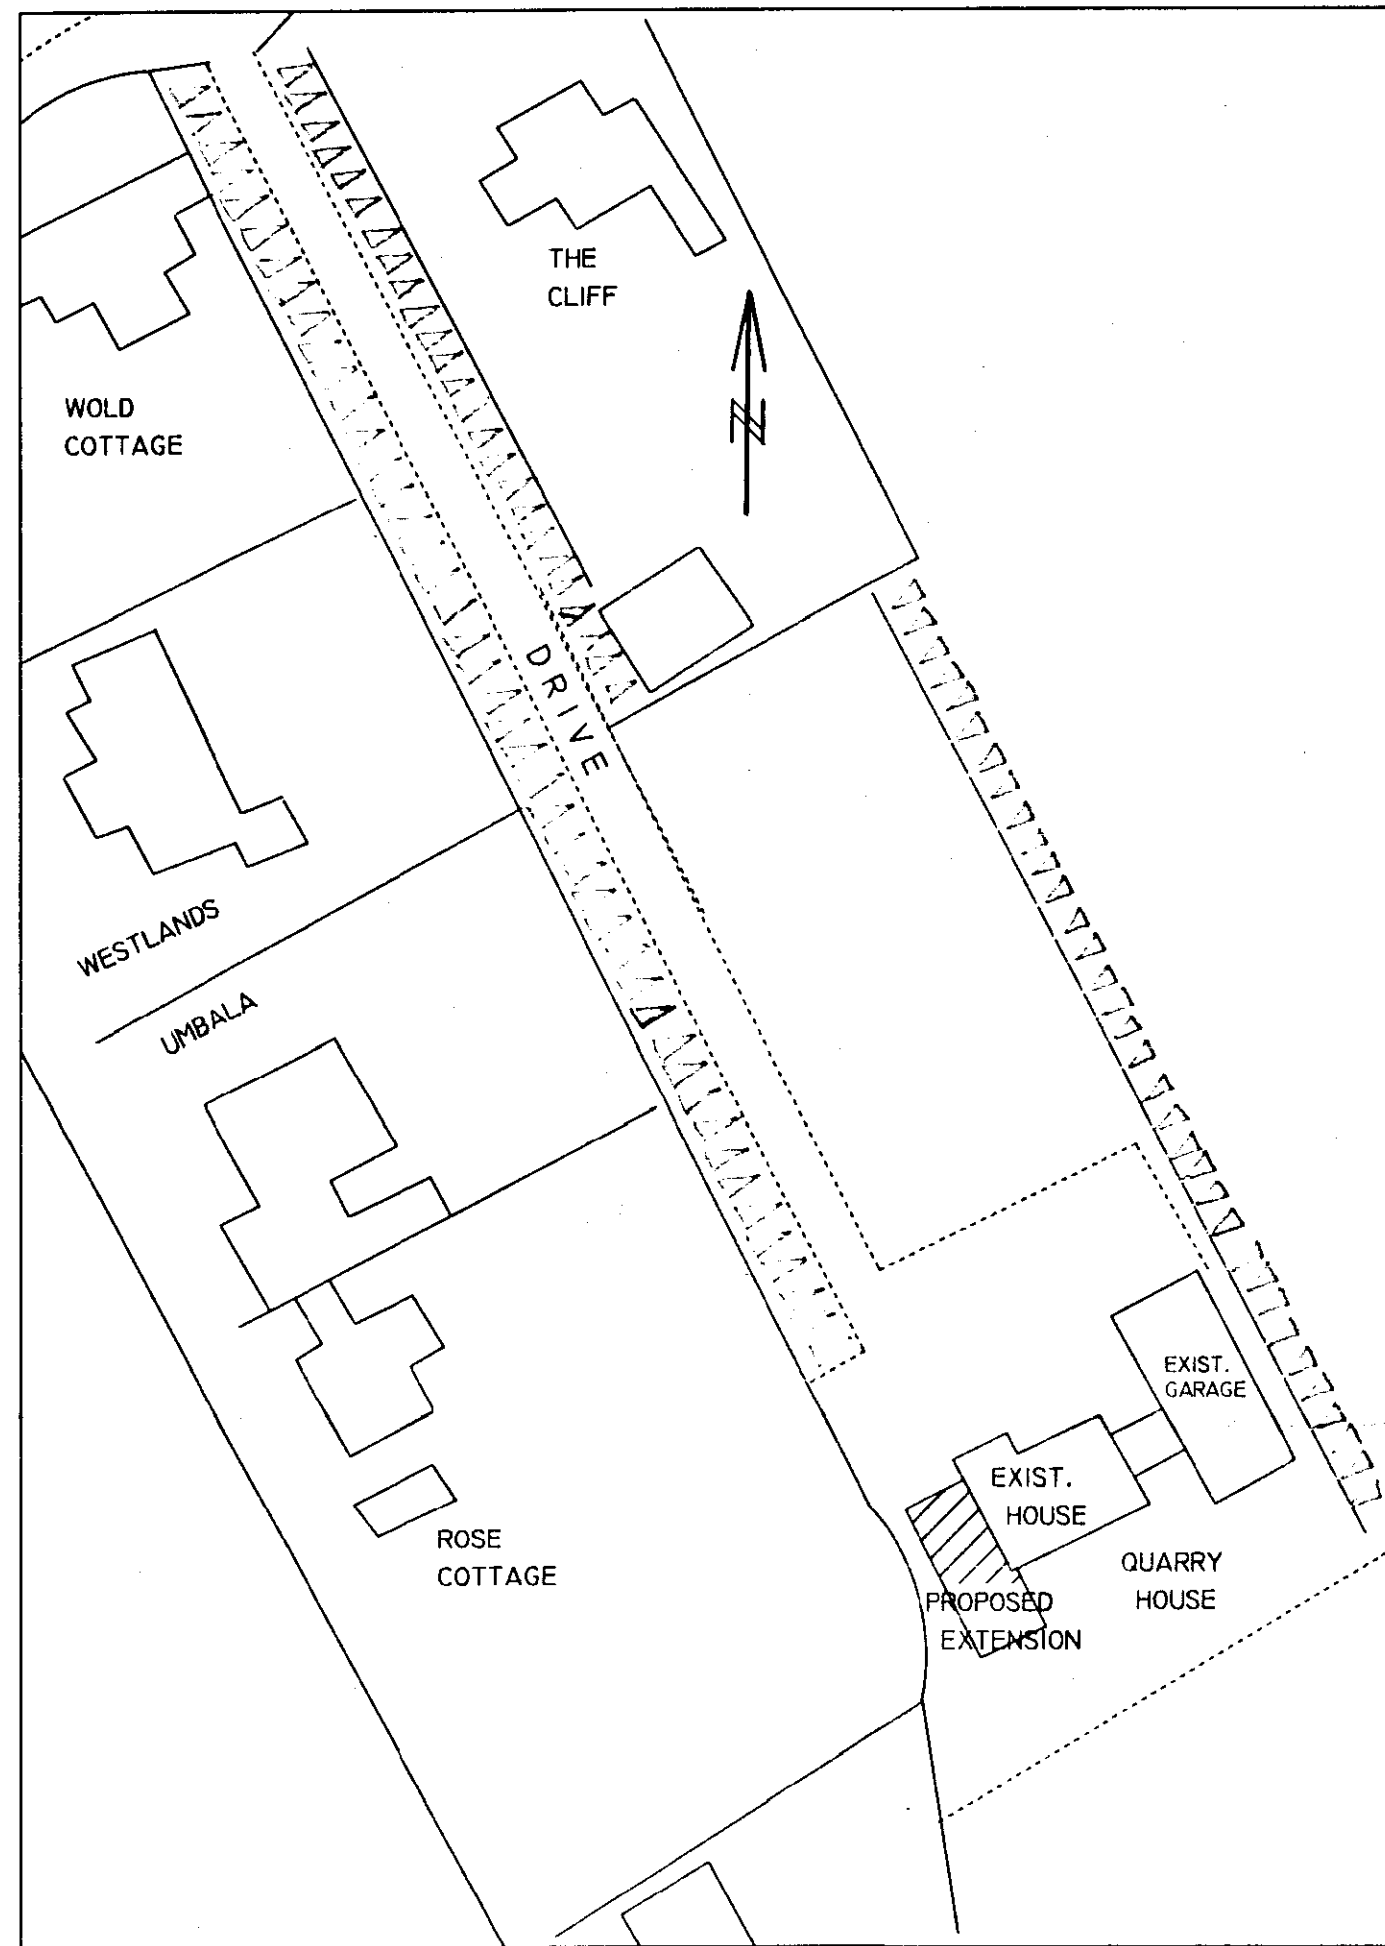 THE
CLIFF
N
WOLD
COTTAGE
DRIVE
WESTLANDS
UMBALA
EXIST.
GARAGE
EXIST.
HOUSE
ROSE
COTTAGE
QUARRY
HOUSE
PROPOSED
EXTENSION